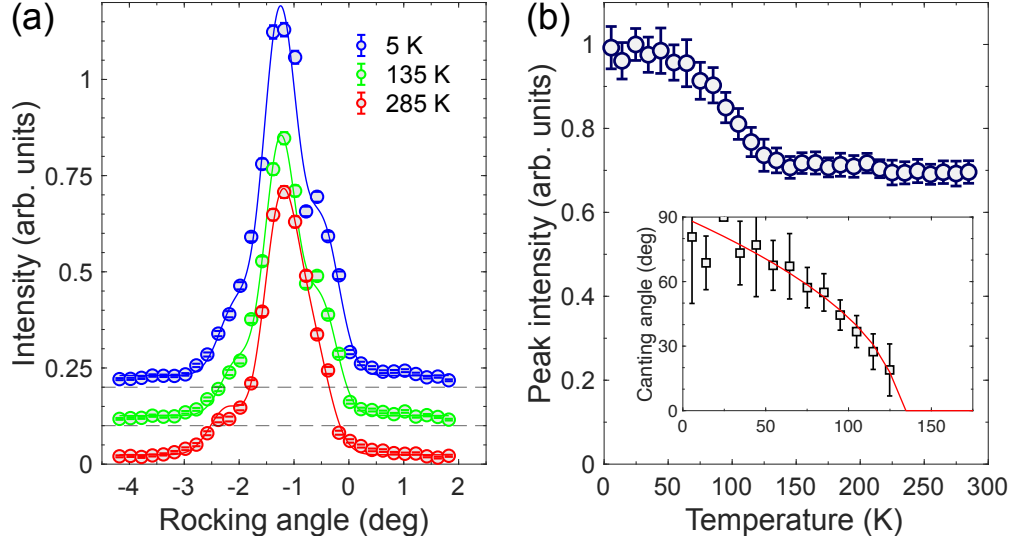 (a)
5 K
135 K
285 K
Intensity (arb. units)
1
0.75
0.5
0.25
0
-4 -3 -2 -1 0 1 2
Rocking angle (deg)
(b)
Peak intensity (arb. units)
1
0.8
0.6
0.4
0.2
0
0 50 100 150 200 250 300
Temperature (K)
Canting angle (deg)
90
60
30
0
0 50 100 150